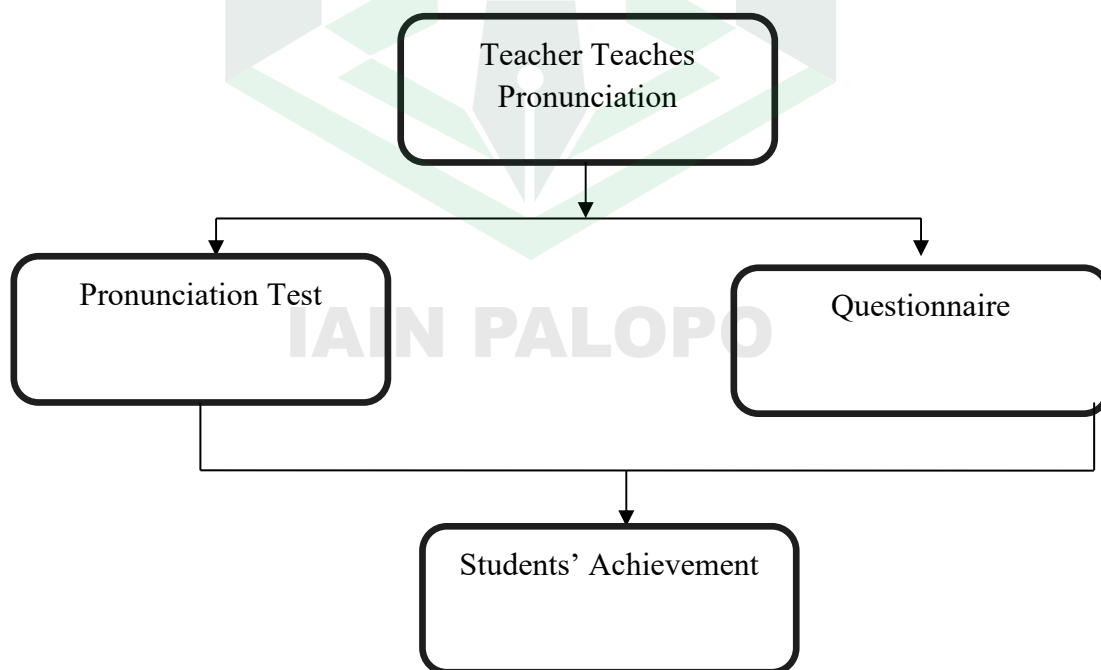 Teacher Teaches
Pronunciation
Pronunciation Test
Questionnaire
IAIN PALOPO
Students’ Achievement